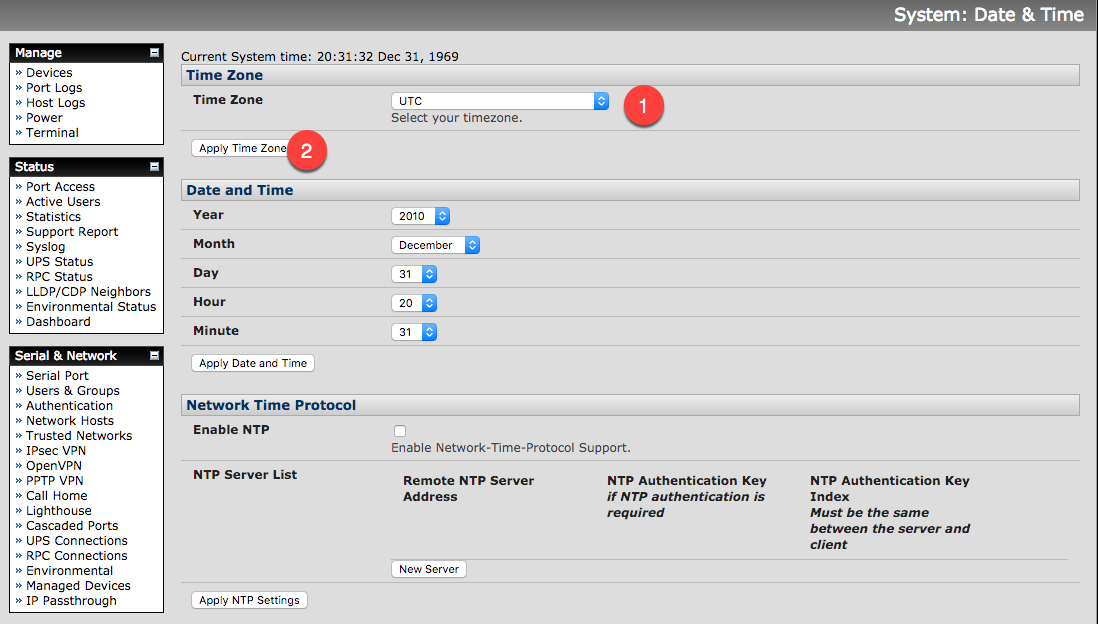 System: Date & Time
Manage
» Devices
» Port Logs
» Host Logs
» Power
» Terminal
Status
» Port Access
» Active Users
» Statistics
» Support Report
» Syslog
» UPS Status
» RPC Status
» LLDP/CDP Neighbors
» Environmental Status
» Dashboard
Serial & Network
» Serial Port
» Users & Groups
» Authentication
» Network Hosts
» Trusted Networks
» IPsec VPN
» OpenVPN
» PPTP VPN
» Call Home
» Lighthouse
» Cascaded Ports
» UPS Connections
» RPC Connections
» Environmental
» Managed Devices
» IP Passthrough
Current System time: 20:31:32 Dec 31, 1969
Time Zone
Time Zone
UTC
1
Select your timezone.
Apply Time Zone
2
Date and Time
Year
2010
Month
December
Day
31
Hour
20
Minute
31
Apply Date and Time
Network Time Protocol
Enable NTP
Enable Network-Time-Protocol Support.
NTP Server List
Remote NTP Server
Address
NTP Authentication Key
if NTP authentication is
required
NTP Authentication Key
Index
Must be the same
between the server and
client
New Server
Apply NTP Settings